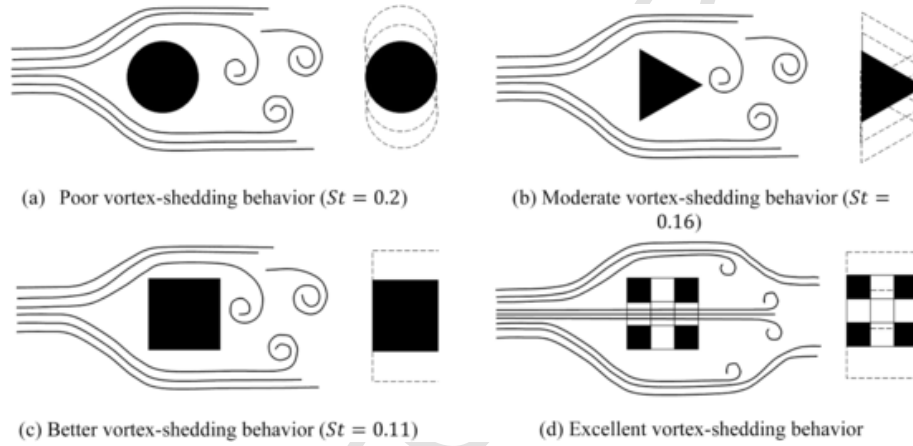 (a) Poor vortex-shedding behavior (St = 0.2)
(b) Moderate vortex-shedding behavior (St =
0.16)
(c) Better vortex-shedding behavior (St = 0.11)
(d) Excellent vortex-shedding behavior